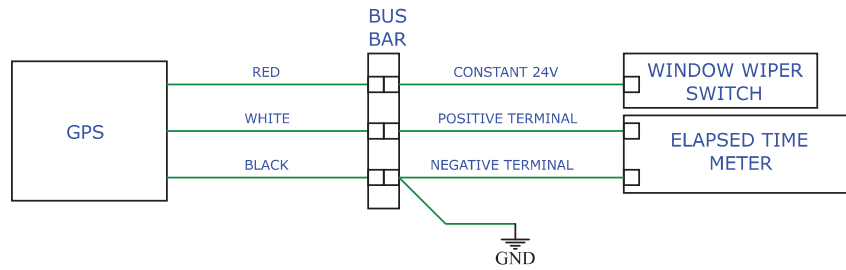 BUS
BAR
RED
CONSTANT 24V
WINDOW WIPER
SWITCH
GPS
WHITE
POSITIVE TERMINAL
ELAPSED TIME
METER
BLACK
NEGATIVE TERMINAL
GND